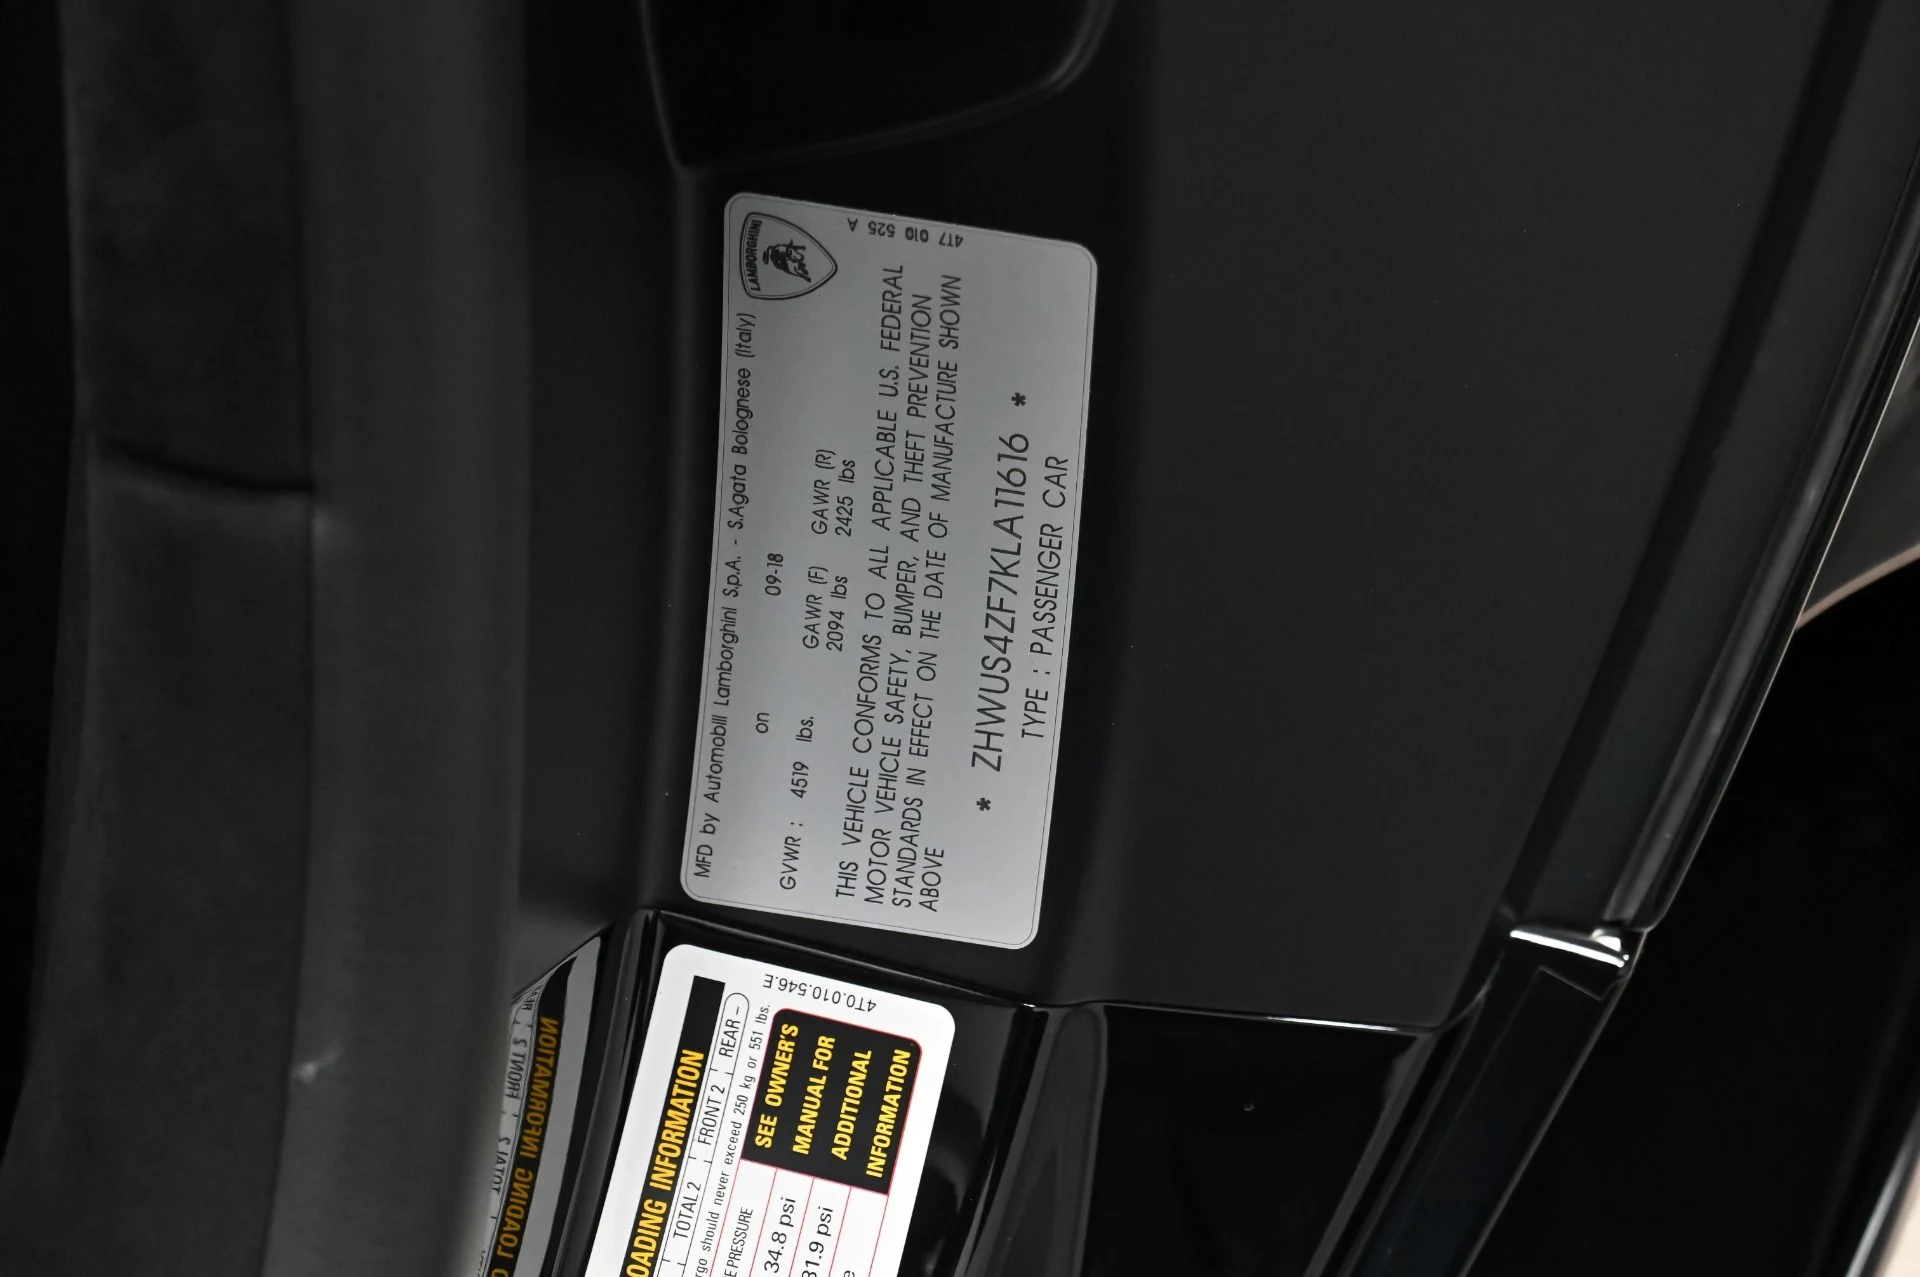 LAMBORGHINI
4T7 010 525 A
MFD by Automobili Lamborghini S.p.A. - S.Agata Bolognese (Italy)
on 09-18
GVWR : 4519 lbs. GAWR (F) GAWR (R)
2094 lbs 2425 lbs
THIS VEHICLE CONFORMS TO ALL APPLICABLE U.S. FEDERAL
MOTOR VEHICLE SAFETY, BUMPER, AND THEFT PREVENTION
STANDARDS IN EFFECT ON THE DATE OF MANUFACTURE SHOWN
ABOVE
* ZHWUS4ZF7KLA11616 *
TYPE : PASSENGER CAR
4T0.010.546.E
LOADING INFORMATION
TOTAL 2 FRONT 2 REAR -
should never exceed 250 kg or 551 lbs.
PRESSURE
34.8 psi
31.9 psi
SEE OWNER'S
MANUAL FOR
ADDITIONAL
INFORMATION
LOADING INFORMATION